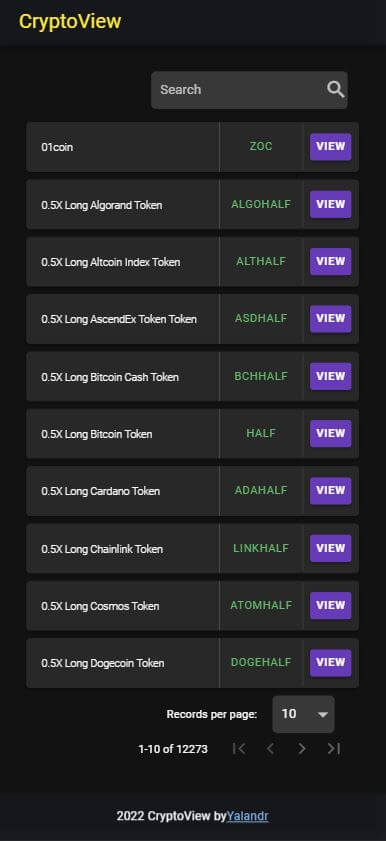 CryptoView
Search
01coin ZOC VIEW
0.5X Long Algorand Token ALGOHALF VIEW
0.5X Long Altcoin Index Token ALTHALF VIEW
0.5X Long AscendEx Token Token ASDHALF VIEW
0.5X Long Bitcoin Cash Token BCHHALF VIEW
0.5X Long Bitcoin Token HALF VIEW
0.5X Long Cardano Token ADAHALF VIEW
0.5X Long Chainlink Token LINKHALF VIEW
0.5X Long Cosmos Token ATOMHALF VIEW
0.5X Long Dogecoin Token DOGEHALF VIEW
Records per page: 10
1-10 of 12273
2022 CryptoView byYalandr